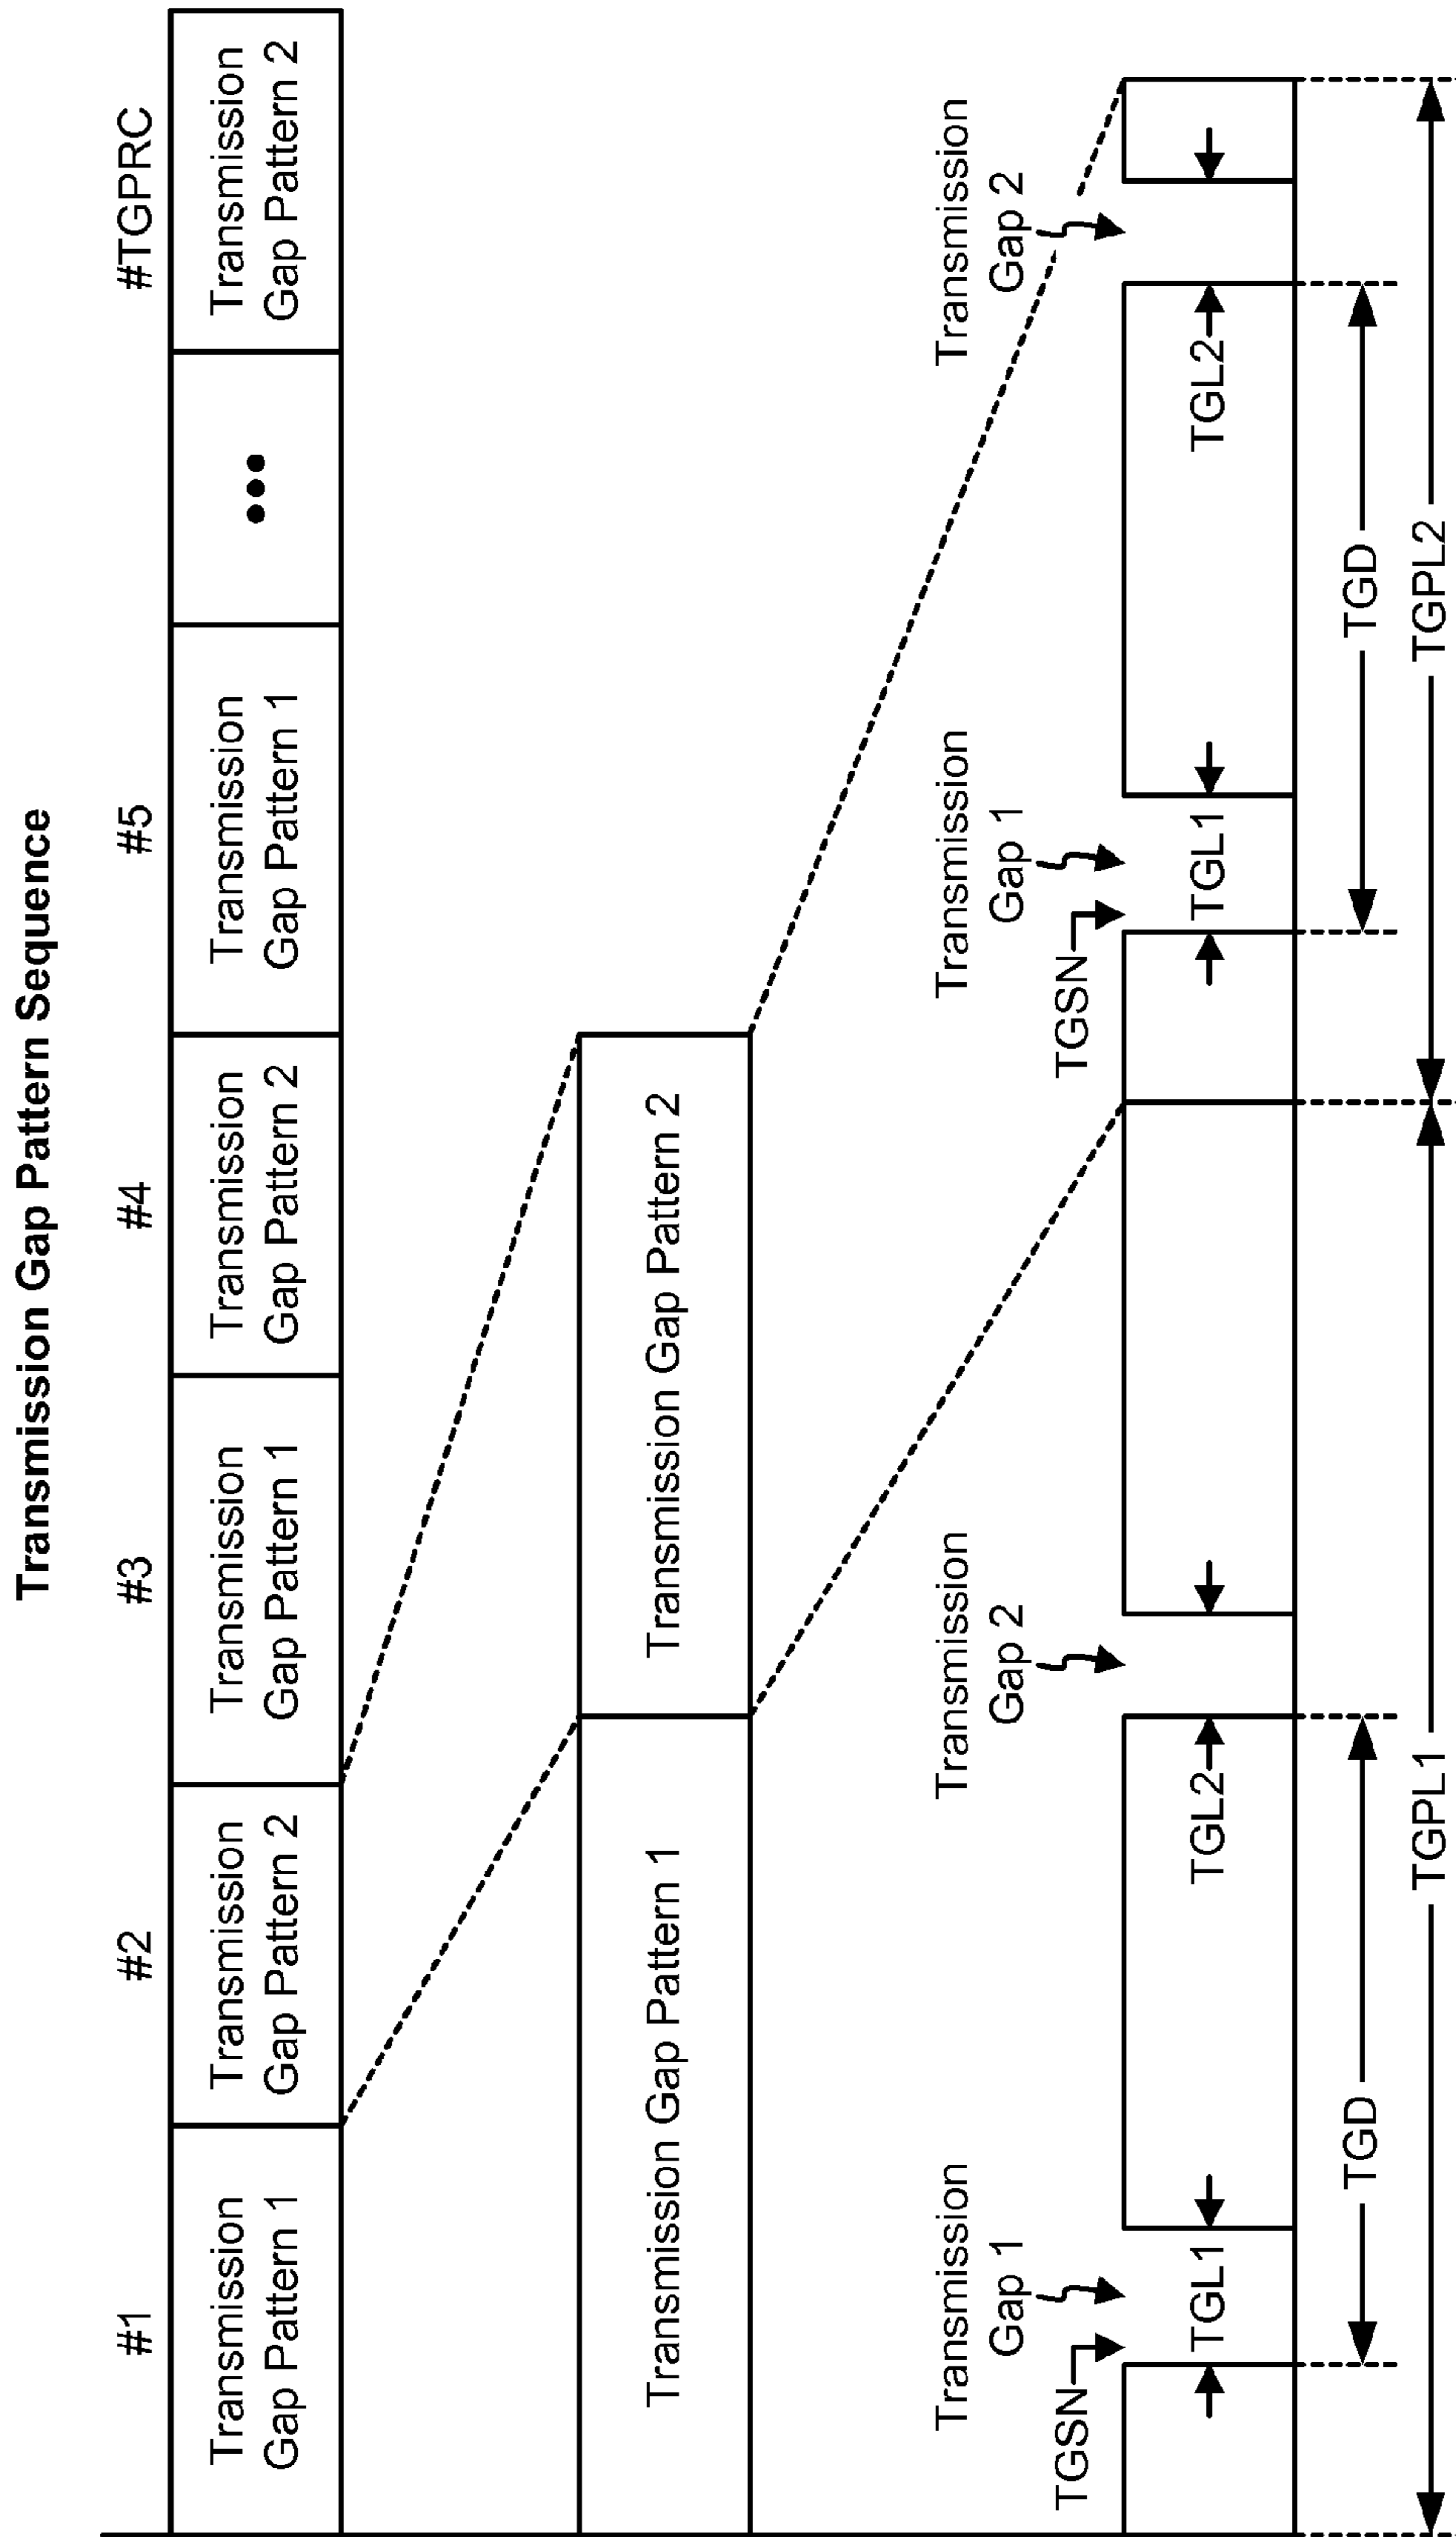 Transmission Gap Pattern Sequence
#1
#2
#3
#4
#5
#TGPRC
Transmission
Gap Pattern 1
Transmission
Gap Pattern 2
Transmission
Gap Pattern 1
Transmission
Gap Pattern 2
Transmission
Gap Pattern 1
•••
Transmission
Gap Pattern 2
Transmission Gap Pattern 1
Transmission Gap Pattern 2
Transmission
Gap 1
Transmission
Gap 2
Transmission
Gap 1
Transmission
Gap 2
TGSN
TGSN
TGL1
TGL2
TGL1
TGL2
TGD
TGD
TGPL1
TGPL2